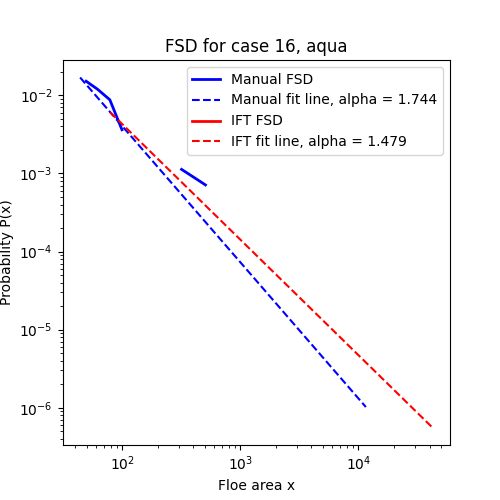 FSD for case 16, aqua
Manual FSD
Manual fit line, alpha = 1.744
IFT FSD
IFT fit line, alpha = 1.479
Probability P(x)
10⁻²
10⁻³
10⁻⁴
10⁻⁵
10⁻⁶
10² 10³ 10⁴
Floe area x